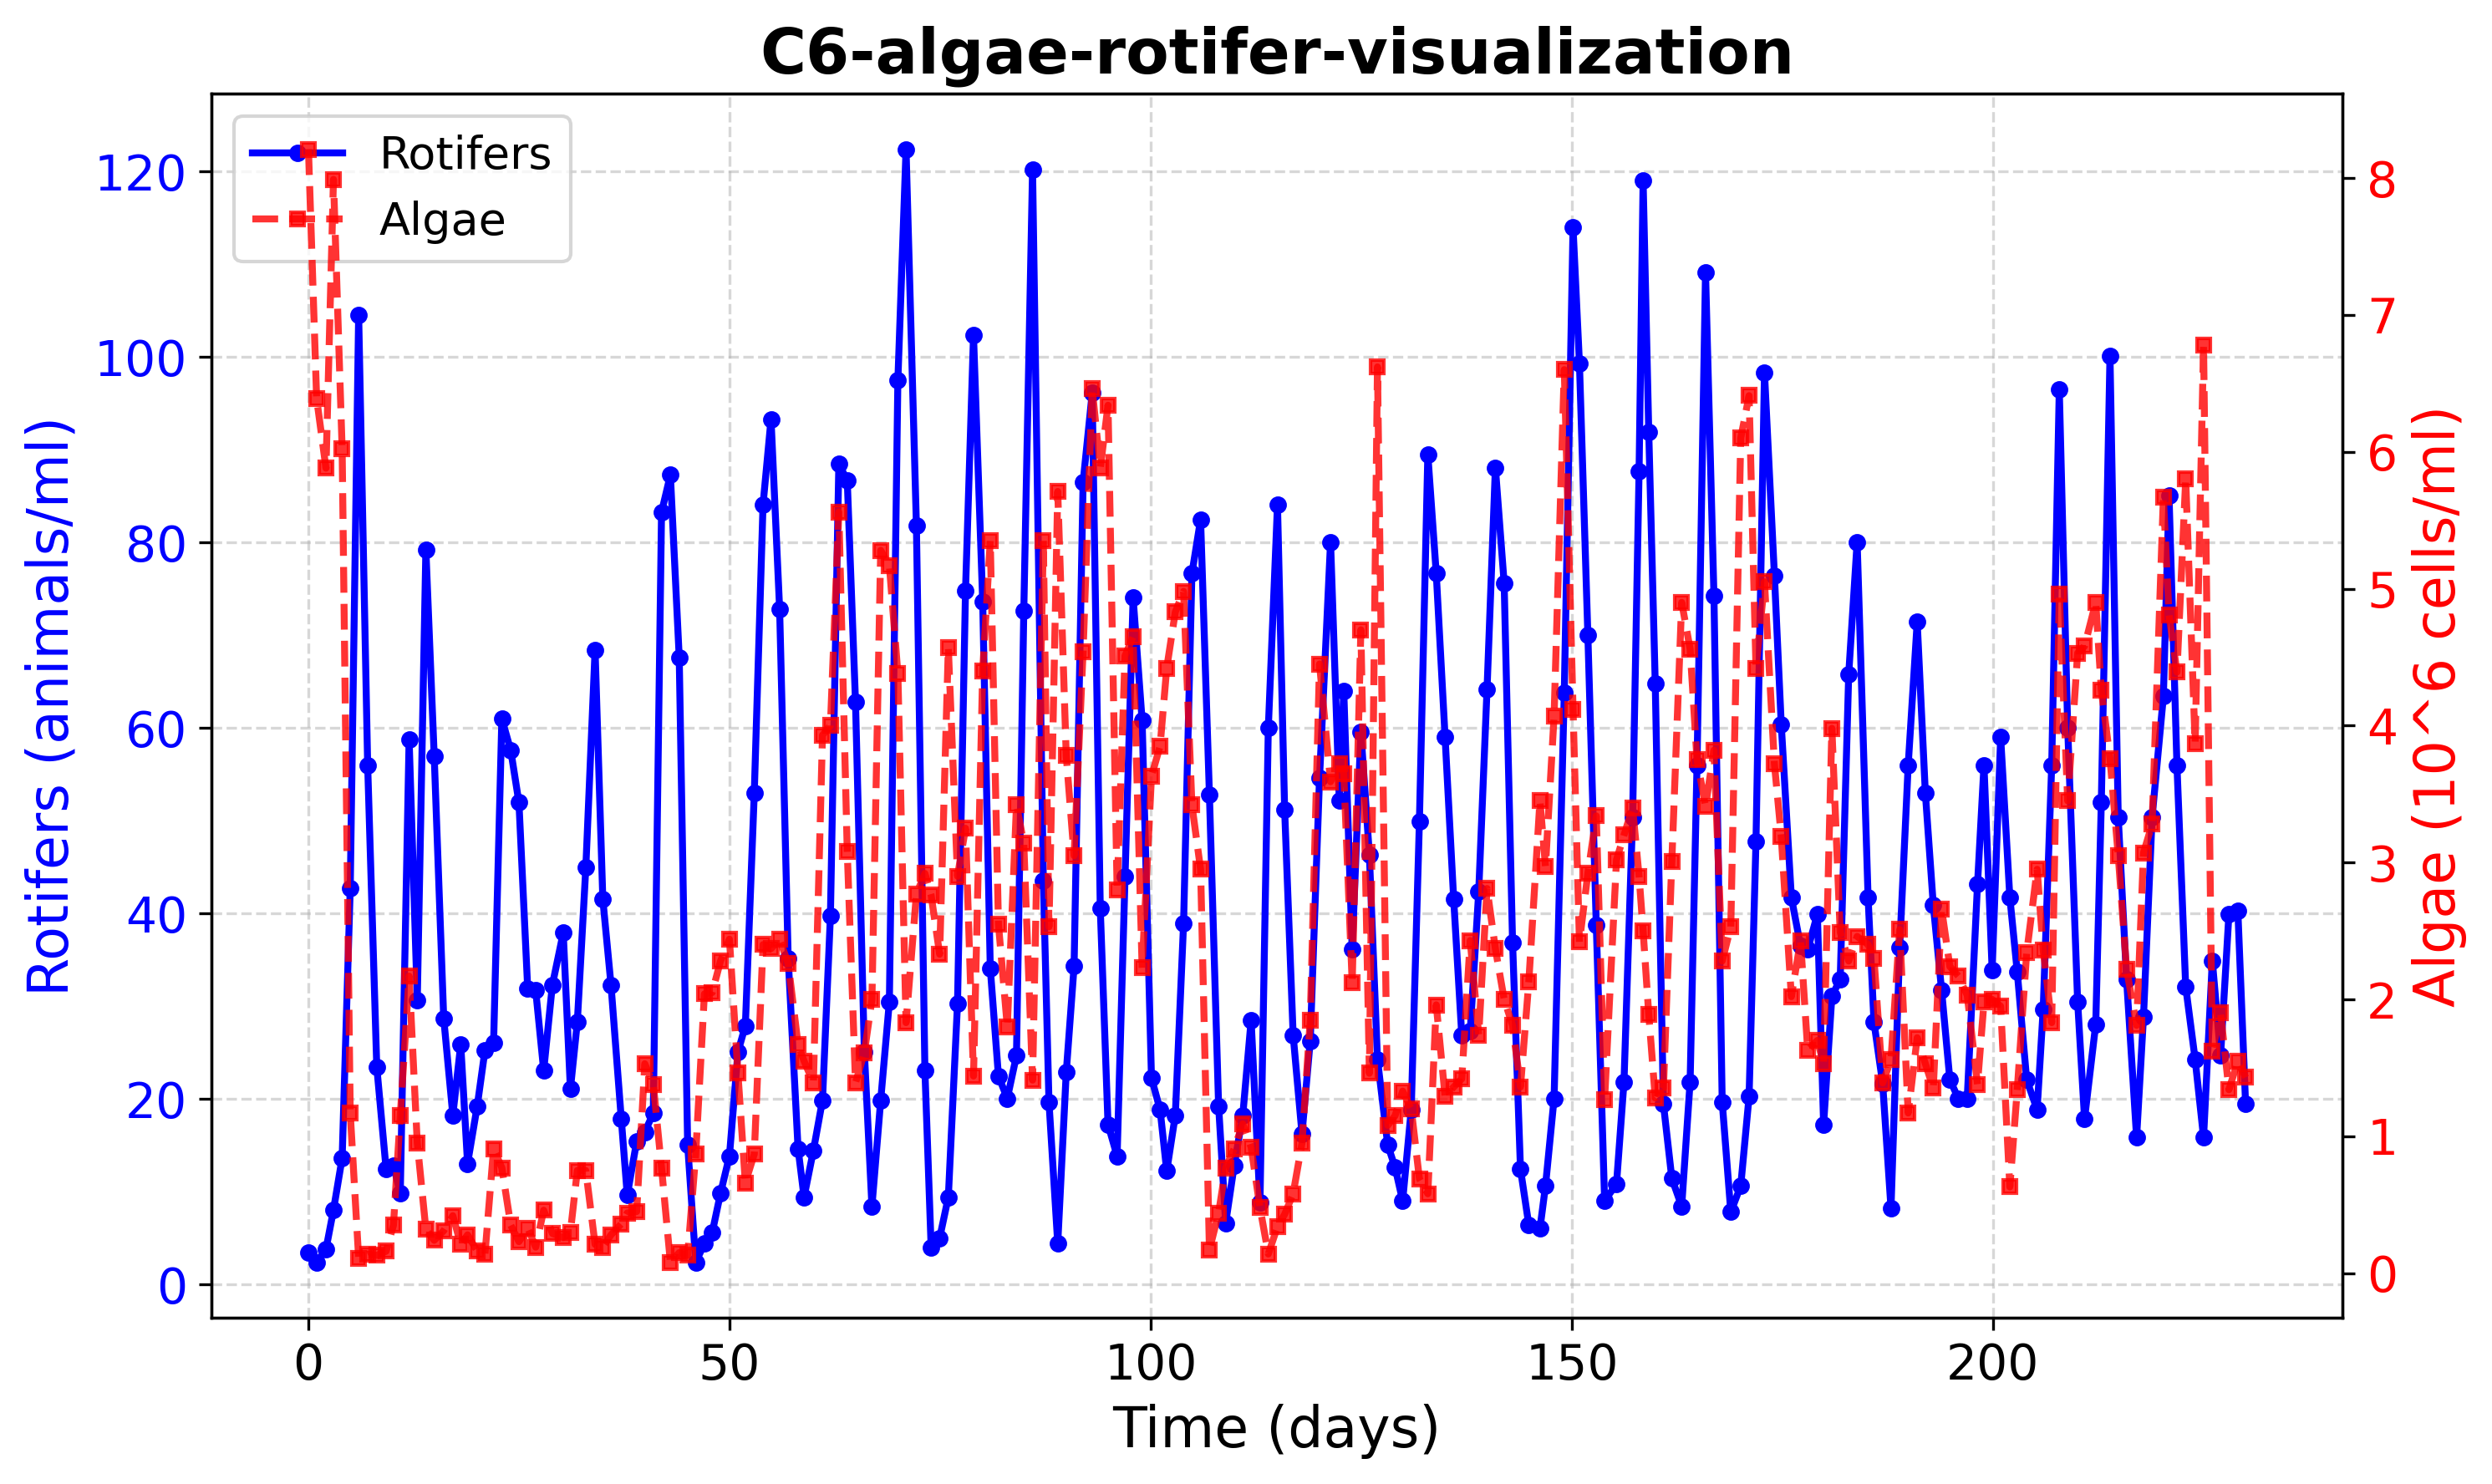 C6-algae-rotifer-visualization
Rotifers
Algae
Rotifers (animals/ml)
120
100
80
60
40
20
0
8
7
6
5
4
3
2
1
0
Algae (10^6 cells/ml)
0 50 100 150 200
Time (days)